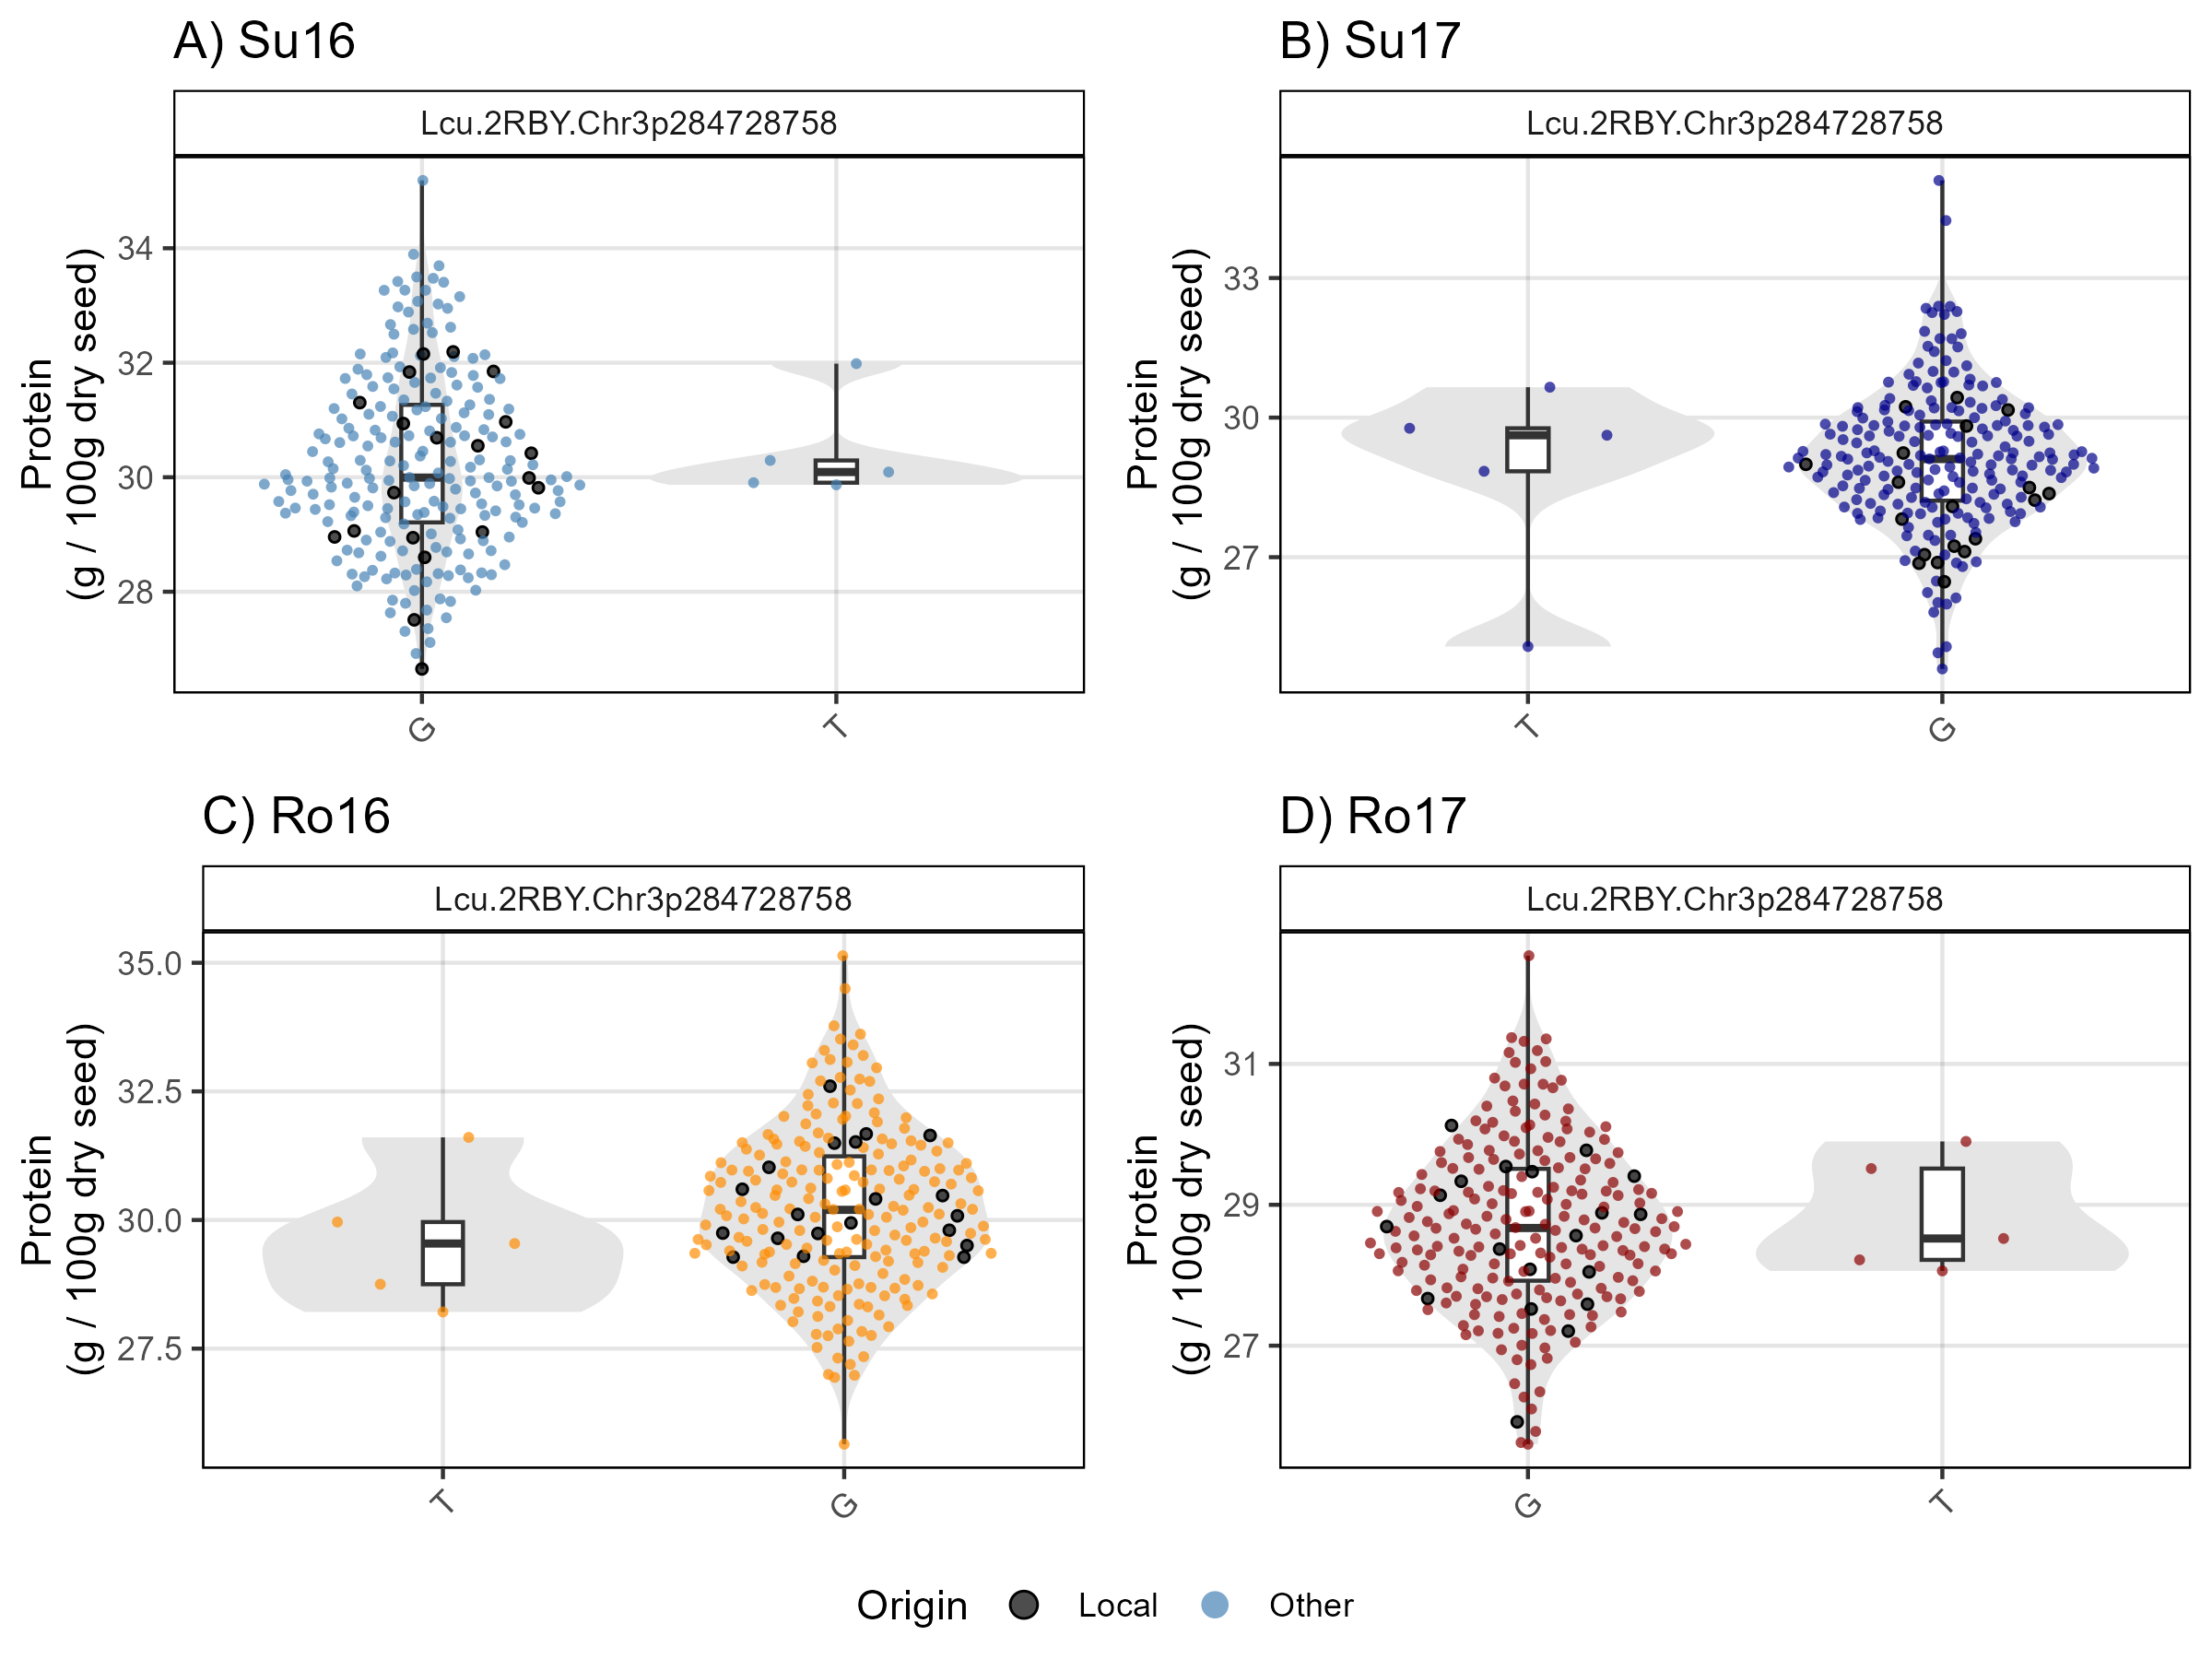 A) Su16
Lcu.2RBY.Chr3p284728758
Protein
(g / 100g dry seed)
34
32
30
28
G
T
B) Su17
Lcu.2RBY.Chr3p284728758
Protein
(g / 100g dry seed)
33
30
27
T
G
C) Ro16
Lcu.2RBY.Chr3p284728758
Protein
(g / 100g dry seed)
35.0
32.5
30.0
27.5
T
G
D) Ro17
Lcu.2RBY.Chr3p284728758
Protein
(g / 100g dry seed)
31
29
27
G
T
Origin Local Other